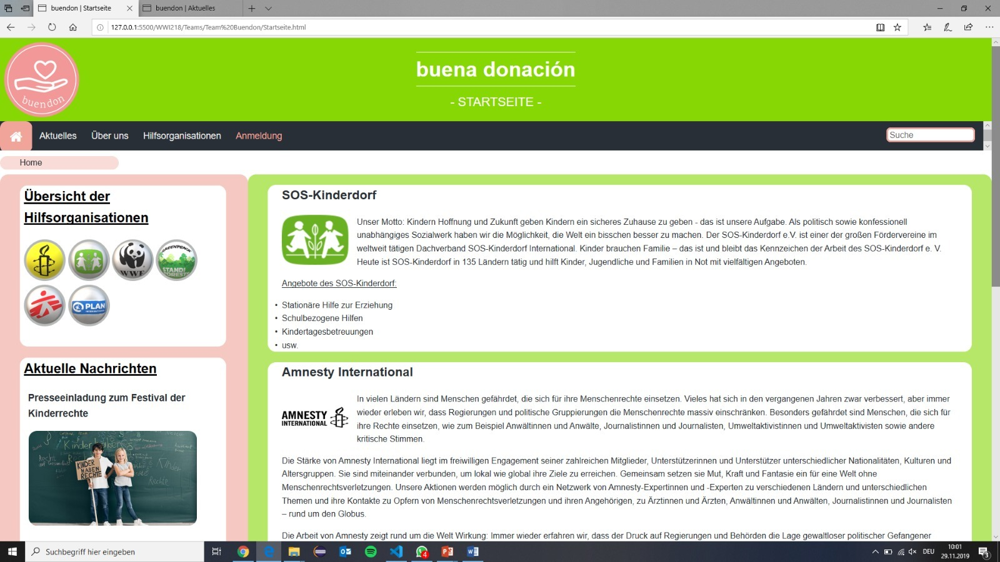 buendon | Startseite
buendon | Aktuelles
127.0.0.1:5500/WWI218/Teams/Team%20Buendon/Startseite.html
buendon
buena donación
- STARTSEITE -
Aktuelles
Über uns
Hilfsorganisationen
Anmeldung
Suche
Home
Übersicht der
Hilfsorganisationen
WWF
GREENPEACE
STAND
FORESTS
PLAN
INTERNATIONAL
Aktuelle Nachrichten
Presseeinladung zum Festival der
Kinderrechte
KINDER
HABEN
RECHTE
Recht
Rechte
SOS-Kinderdorf
Unser Motto: Kindern Hoffnung und Zukunft geben Kindern ein sicheres Zuhause zu geben - das ist unsere Aufgabe. Als politisch sowie konfessionell
unabhängiges Sozialwerk haben wir die Möglichkeit, die Welt ein bisschen besser zu machen. Der SOS-Kinderdorf e.V. ist einer der großen Fördervereine im
weltweit tätigen Dachverband SOS-Kinderdorf International. Kinder brauchen Familie – das ist und bleibt das Kennzeichen der Arbeit des SOS-Kinderdorf e. V.
Heute ist SOS-Kinderdorf in 135 Ländern tätig und hilft Kinder, Jugendliche und Familien in Not mit vielfältigen Angeboten.
Angebote des SOS-Kinderdorf:
• Stationäre Hilfe zur Erziehung
• Schulbezogene Hilfen
• Kindertagesbetreuungen
• usw.
Amnesty International
AMNESTY
INTERNATIONAL
In vielen Ländern sind Menschen gefährdet, die sich für ihre Menschenrechte einsetzen. Vieles hat sich in den vergangenen Jahren zwar verbessert, aber immer
wieder erleben wir, dass Regierungen und politische Gruppierungen die Menschenrechte massiv einschränken. Besonders gefährdet sind Menschen, die sich für
ihre Rechte einsetzen, wie zum Beispiel Anwältinnen und Anwälte, Journalistinnen und Journalisten, Umweltaktivistinnen und Umweltaktivisten sowie andere
kritische Stimmen.
Die Stärke von Amnesty International liegt im freiwilligen Engagement seiner zahlreichen Mitglieder, Unterstützerinnen und Unterstützer unterschiedlicher Nationalitäten, Kulturen und
Altersgruppen. Sie sind miteinander verbunden, um lokal wie global ihre Ziele zu erreichen. Gemeinsam setzen sie Mut, Kraft und Fantasie ein für eine Welt ohne
Menschenrechtsverletzungen. Unsere Aktionen werden möglich durch ein Netzwerk von Amnesty-Expertinnen und -Experten zu verschiedenen Ländern und unterschiedlichen
Themen und ihre Kontakte zu Opfern von Menschenrechtsverletzungen und ihren Angehörigen, zu Ärztinnen und Ärzten, Anwältinnen und Anwälten, Journalistinnen und Journalisten
– rund um den Globus.
Die Arbeit von Amnesty zeigt rund um die Welt Wirkung: Immer wieder erfahren wir, dass der Druck auf Regierungen und Behörden die Lage gewaltloser politischer Gefangener
Suchbegriff hier eingeben
4
DEU
10:01
29.11.2019
3